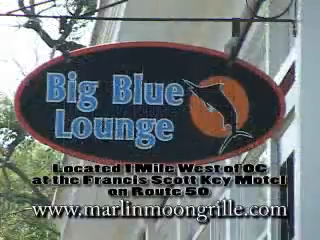 Big Blue
Lounge
Located 1 Mile West of OC
at the Francis Scott Key Motel
on Route 50
www.marlinmoongrille.com